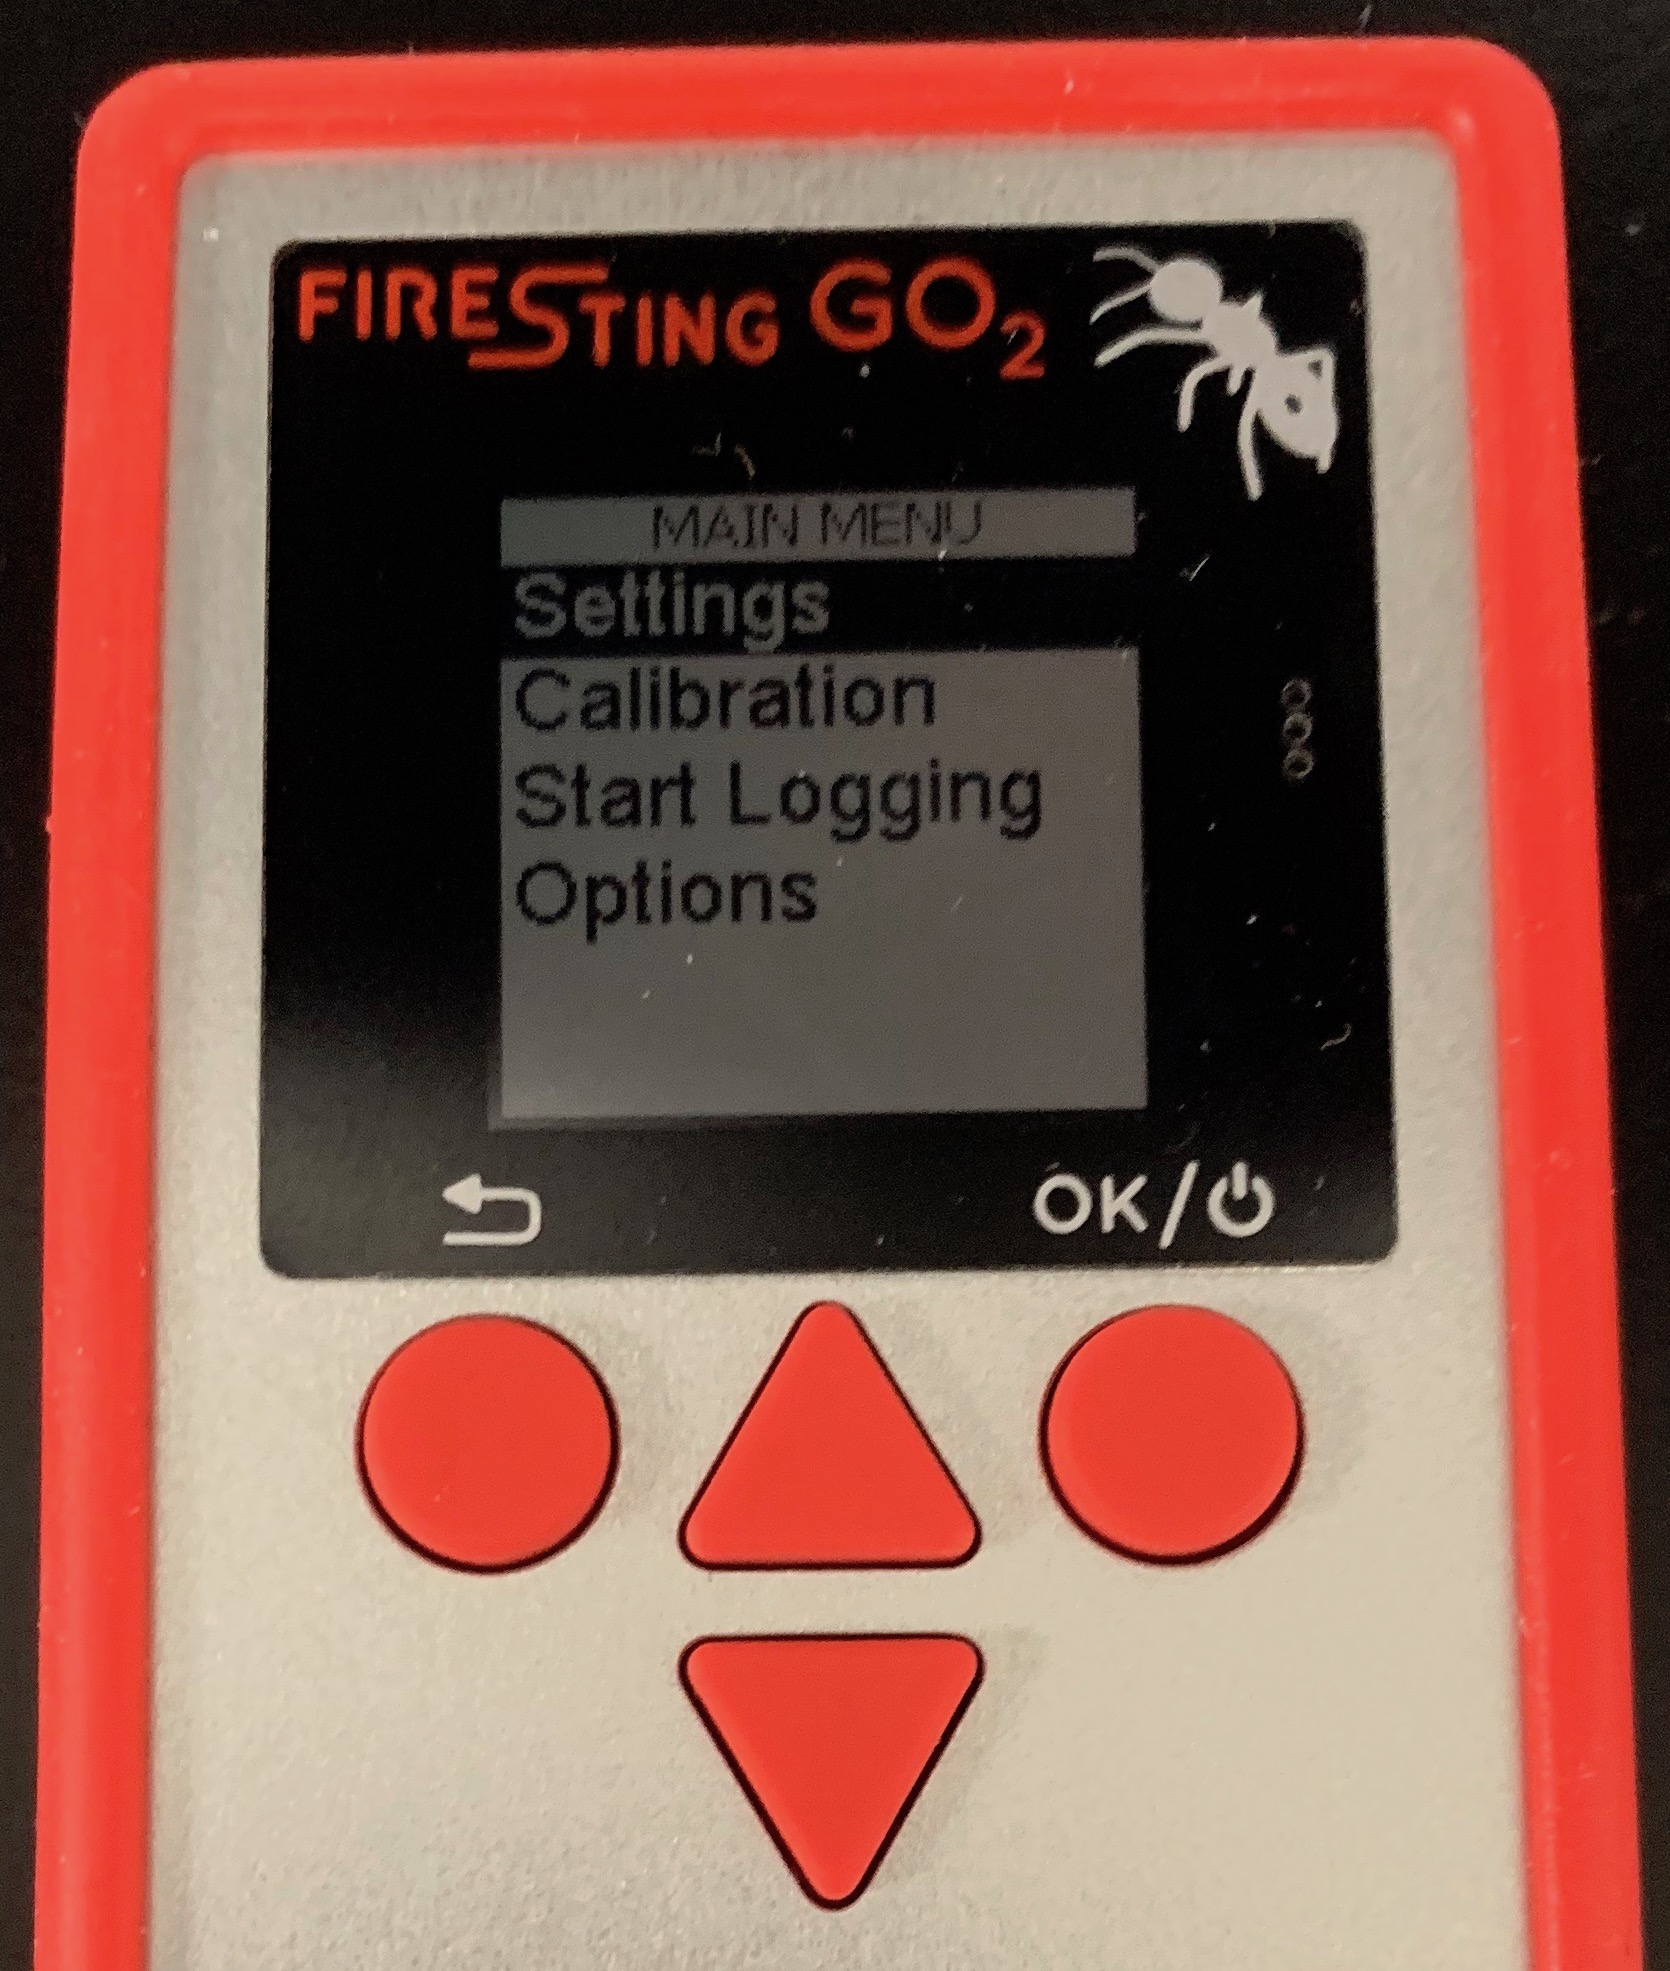 FIRESTING GO2
MAIN MENU
Settings
Calibration
Start Logging
Options
OK/